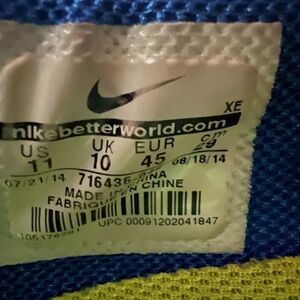 XE
nikebetterworld.com
US UK EUR cm
11 10 45 29
07/21/14 08/18/14
716436
MADE IN
FABRIQUE EN CHINE
UPC 00091202041847